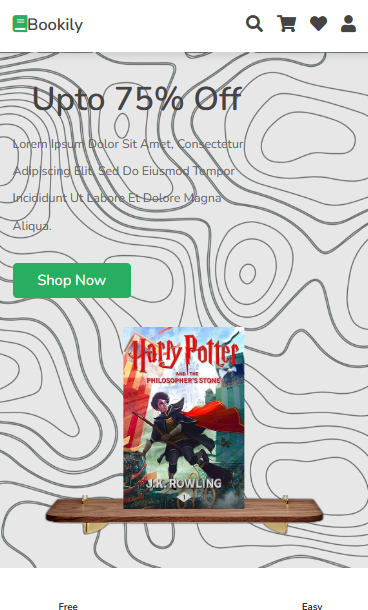 Bookily
Upto 75% Off
Lorem Ipsum Dolor Sit Amet, Consectetur
Adipiscing Elit, Sed Do Eiusmod Tempor
Incididunt Ut Labore Et Dolore Magna
Aliqua.
Shop Now
Harry Potter
AND THE
PHILOSOPHER'S STONE
J.K. ROWLING
1
Free
Easy